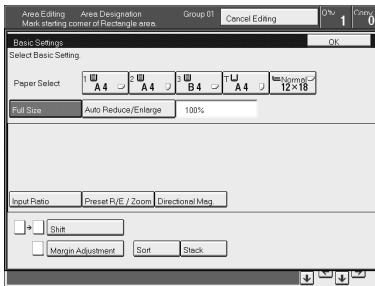 Area Editing Area Designation Group 01 Cancel Editing Q'ty 1 Copy 0
Mark starting corner of Rectangle area.
Basic Settings OK
Select Basic Setting.
Paper Select 1 A4 2 A4 3 B4 T A4 Normal 12×18
Full Size Auto Reduce/Enlarge 100%
Input Ratio Preset R/E / Zoom Directional Mag.
Shift
Margin Adjustment Sort Stack